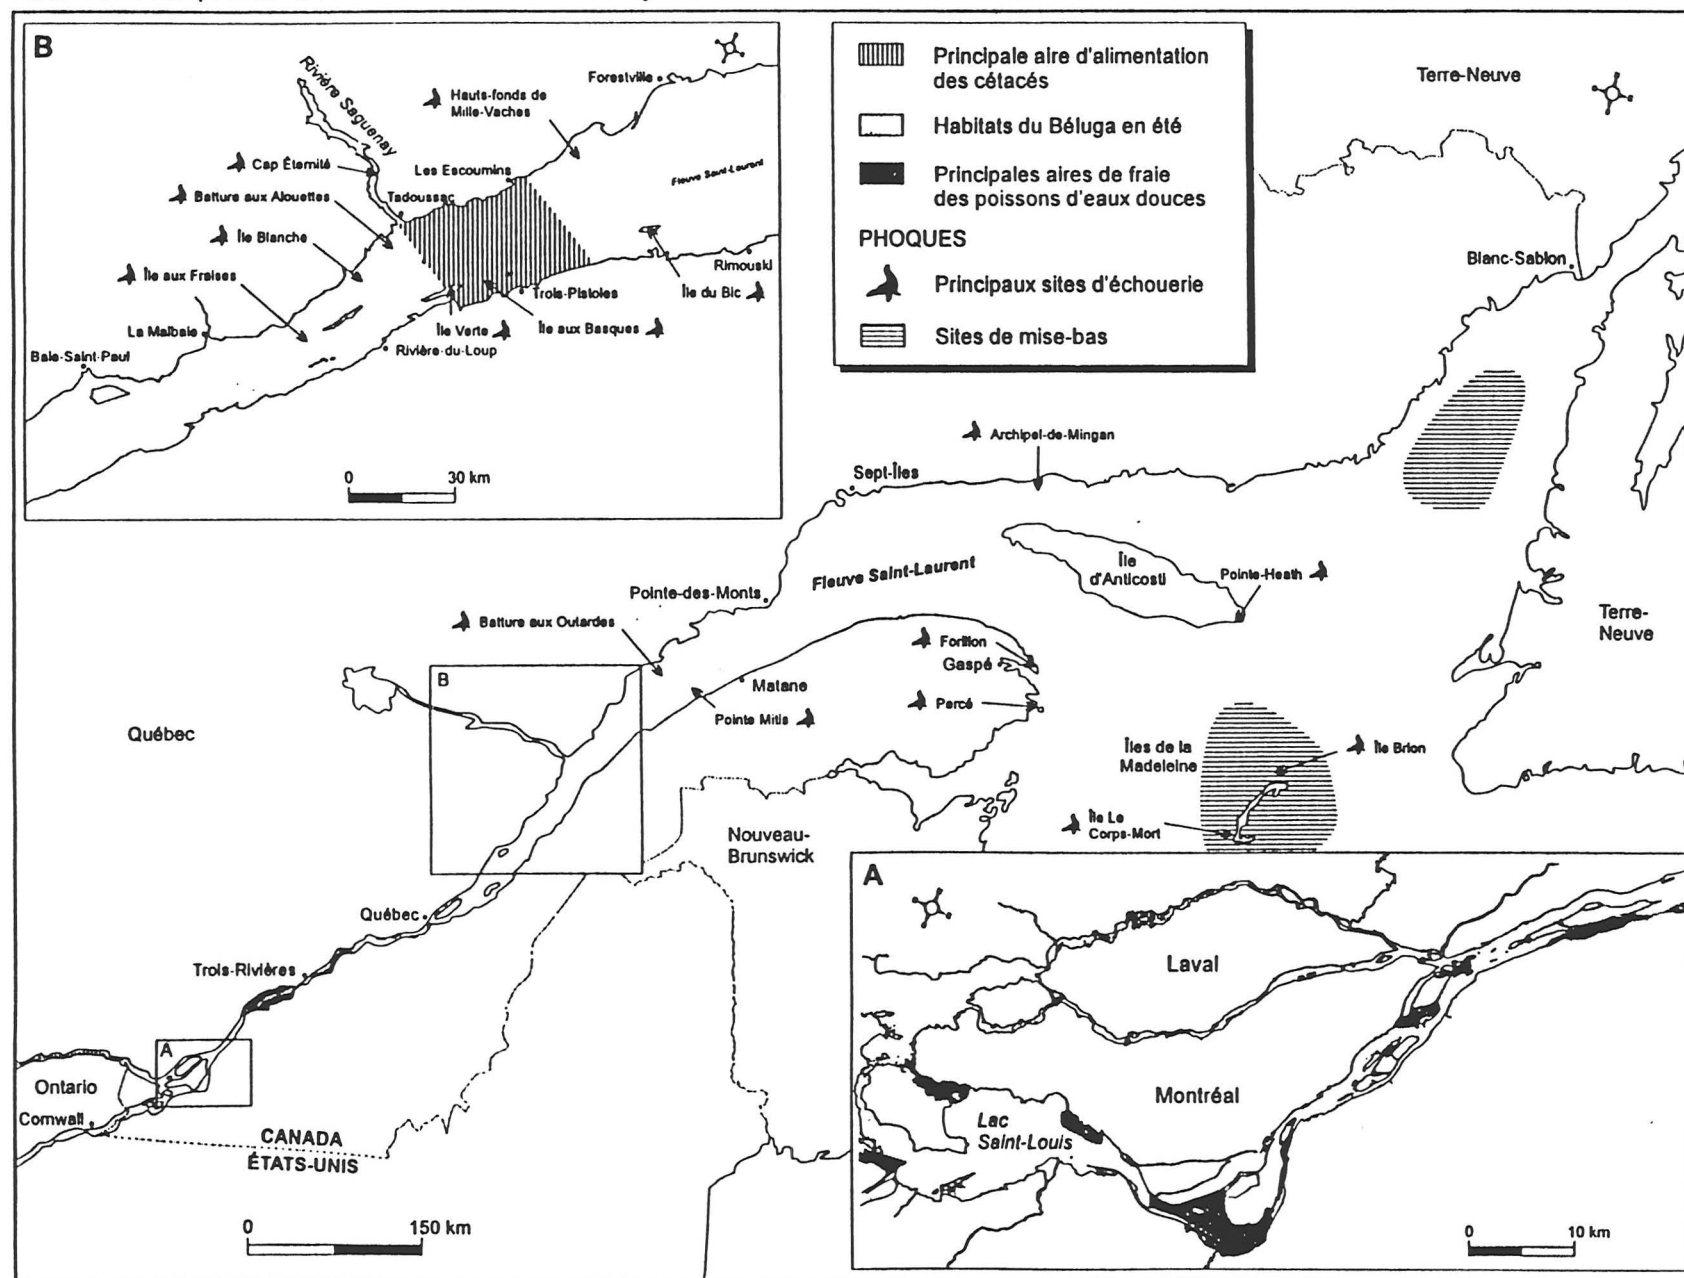 B
Rivière Saguenay
Forestville
Hauts-fonds de
Mille-Vaches
Cap Éternité
Les Escoumins
Fleuve Saint-Laurent
Batture aux Alouettes
Tadoussac
Île Blanche
Île aux Fraises
Rimouski
Trois-Pistoles
Île du Bic
Île Verte
Île aux Basques
La Malbaie
Rivière-du-Loup
Baie-Saint-Paul
0 30 km
Principale aire d'alimentation
des cétacés
Habitats du Béluga en été
Principales aires de fraie
des poissons d'eaux douces
PHOQUES
Principaux sites d'échouerie
Sites de mise-bas
Terre-Neuve
Blanc-Sablon
Archipel-de-Mingan
Sept-Îles
Fleuve Saint-Laurent
Île
d'Anticosti
Pointe-Heath
Pointe-des-Monts
Batture aux Outardes
Terre-
Neuve
Forillon
Gaspé
B
Matane
Percé
Pointe Mitis
Québec
Îles de la
Madeleine
Île Brion
Île Le
Corps-Mort
Nouveau-
Brunswick
Québec
Trois-Rivières
A
Ontario
Cornwall
CANADA
ÉTATS-UNIS
0 150 km
A
Laval
Montréal
Lac
Saint-Louis
0 10 km